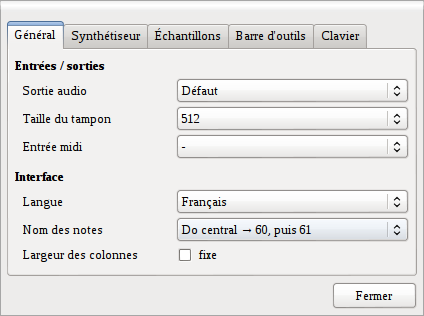 Général Synthétiseur Échantillons Barre d'outils Clavier
Entrées / sorties
Sortie audio Défaut
Taille du tampon 512
Entrée midi -
Interface
Langue Français
Nom des notes Do central → 60, puis 61
Largeur des colonnes fixe
Fermer